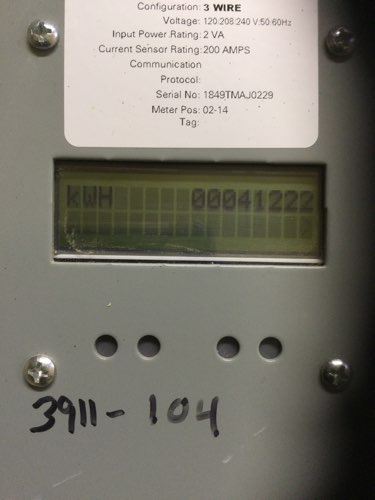 Configuration: 3 WIRE
Voltage: 120:208:240 V:50:60Hz
Input Power Rating: 2 VA
Current Sensor Rating: 200 AMPS
Communication
Protocol:
Serial No: 1849TMAJ0229
Meter Pos: 02-14
Tag:
kWH 00041222
3911-104